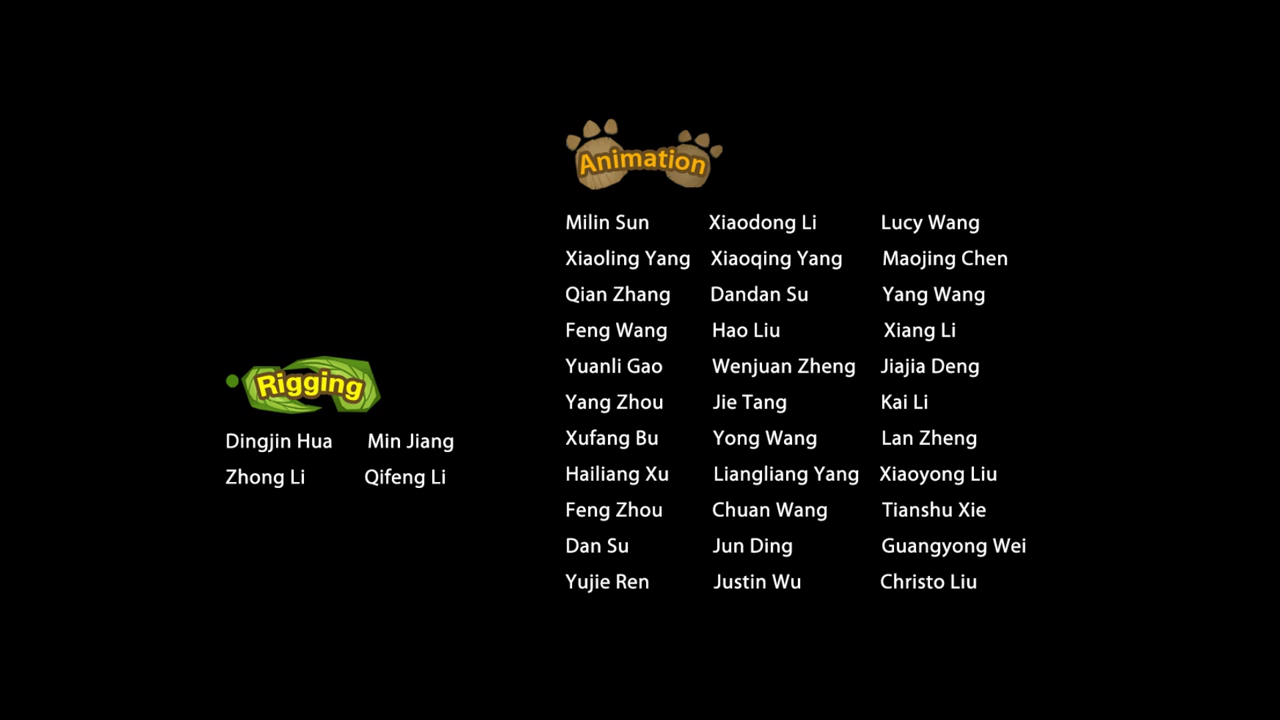 Rigging
Dingjin Hua Min Jiang
Zhong Li Qifeng Li
Animation
Milin Sun Xiaodong Li Lucy Wang
Xiaoling Yang Xiaoqing Yang Maojing Chen
Qian Zhang Dandan Su Yang Wang
Feng Wang Hao Liu Xiang Li
Yuanli Gao Wenjuan Zheng Jiajia Deng
Yang Zhou Jie Tang Kai Li
Xufang Bu Yong Wang Lan Zheng
Hailiang Xu Liangliang Yang Xiaoyong Liu
Feng Zhou Chuan Wang Tianshu Xie
Dan Su Jun Ding Guangyong Wei
Yujie Ren Justin Wu Christo Liu